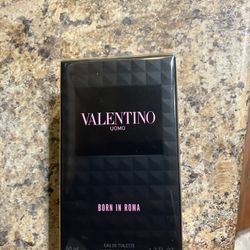 VALENTINO
UOMO
BORN IN ROMA
EAU DE TOILETTE